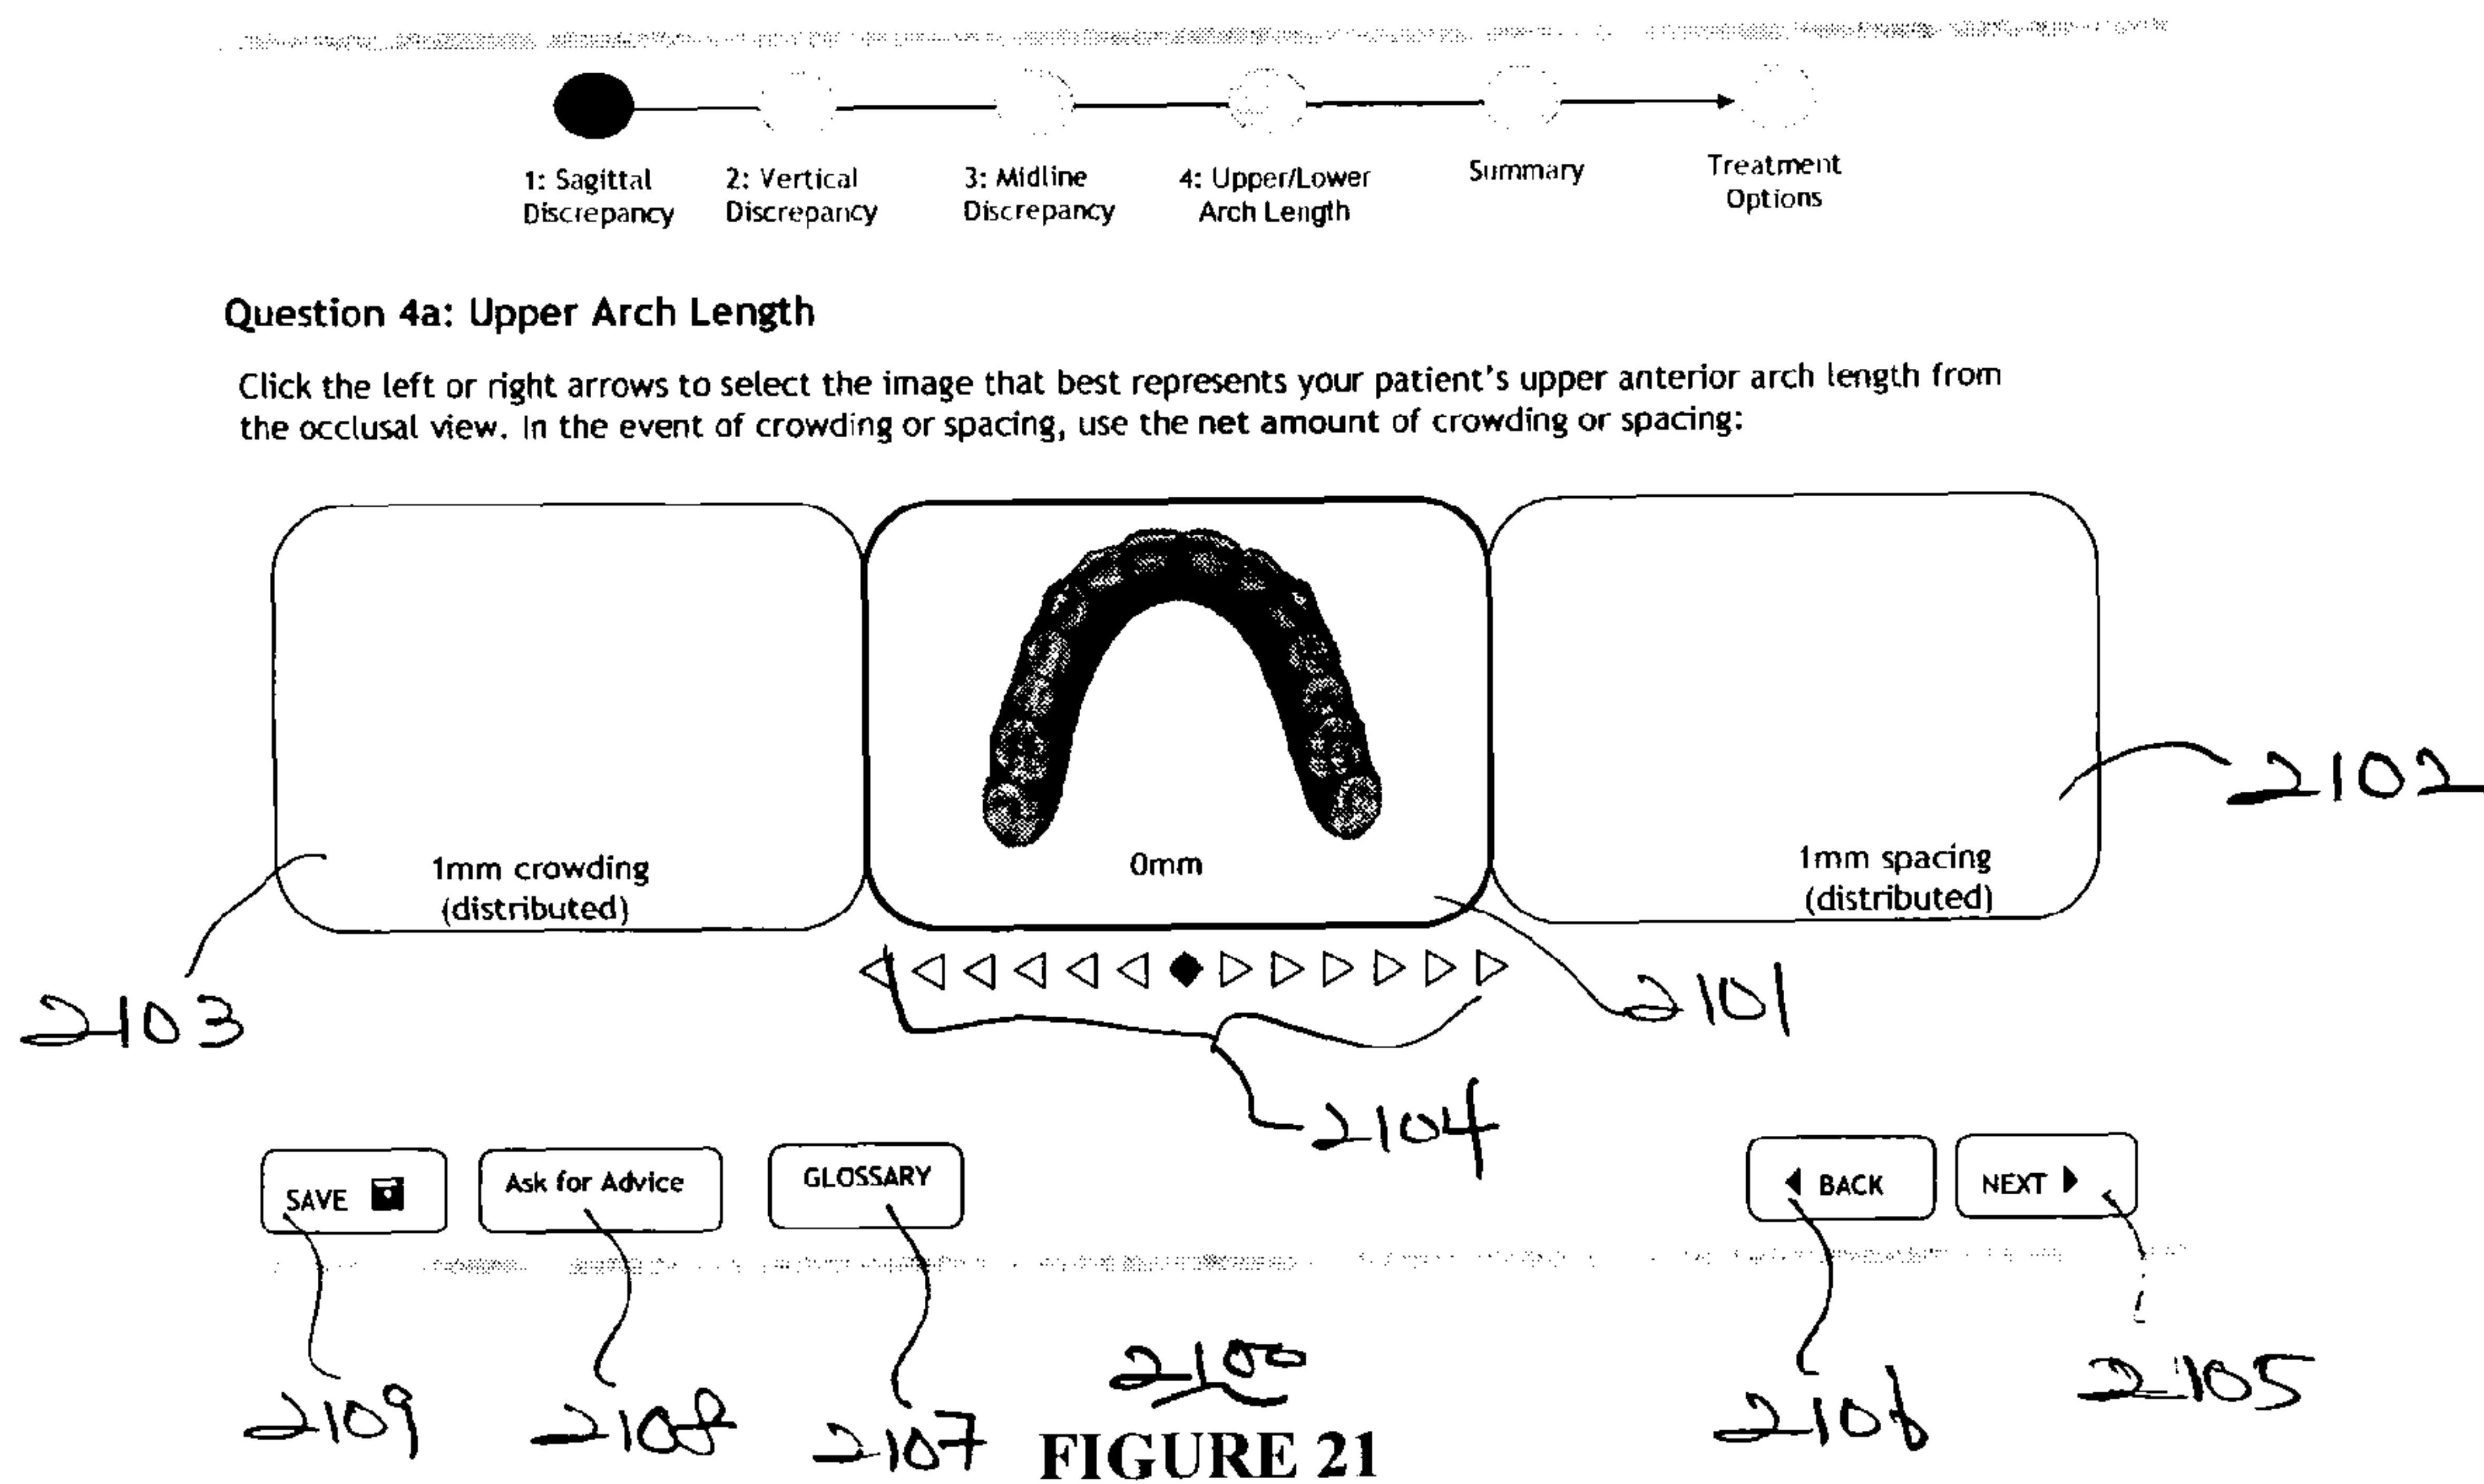 1: Sagittal
Discrepancy
2: Vertical
Discrepancy
3: Midline
Discrepancy
4: Upper/Lower
Arch Length
Summary
Treatment
Options
Question 4a: Upper Arch Length
Click the left or right arrows to select the image that best represents your patient's upper anterior arch length from
the occlusal view. In the event of crowding or spacing, use the net amount of crowding or spacing:
1mm crowding
(distributed)
0mm
1mm spacing
(distributed)
2102
2103
2101
2104
SAVE
Ask for Advice
GLOSSARY
BACK
NEXT
2109
2108
2107
2100
2106
2105
FIGURE 21